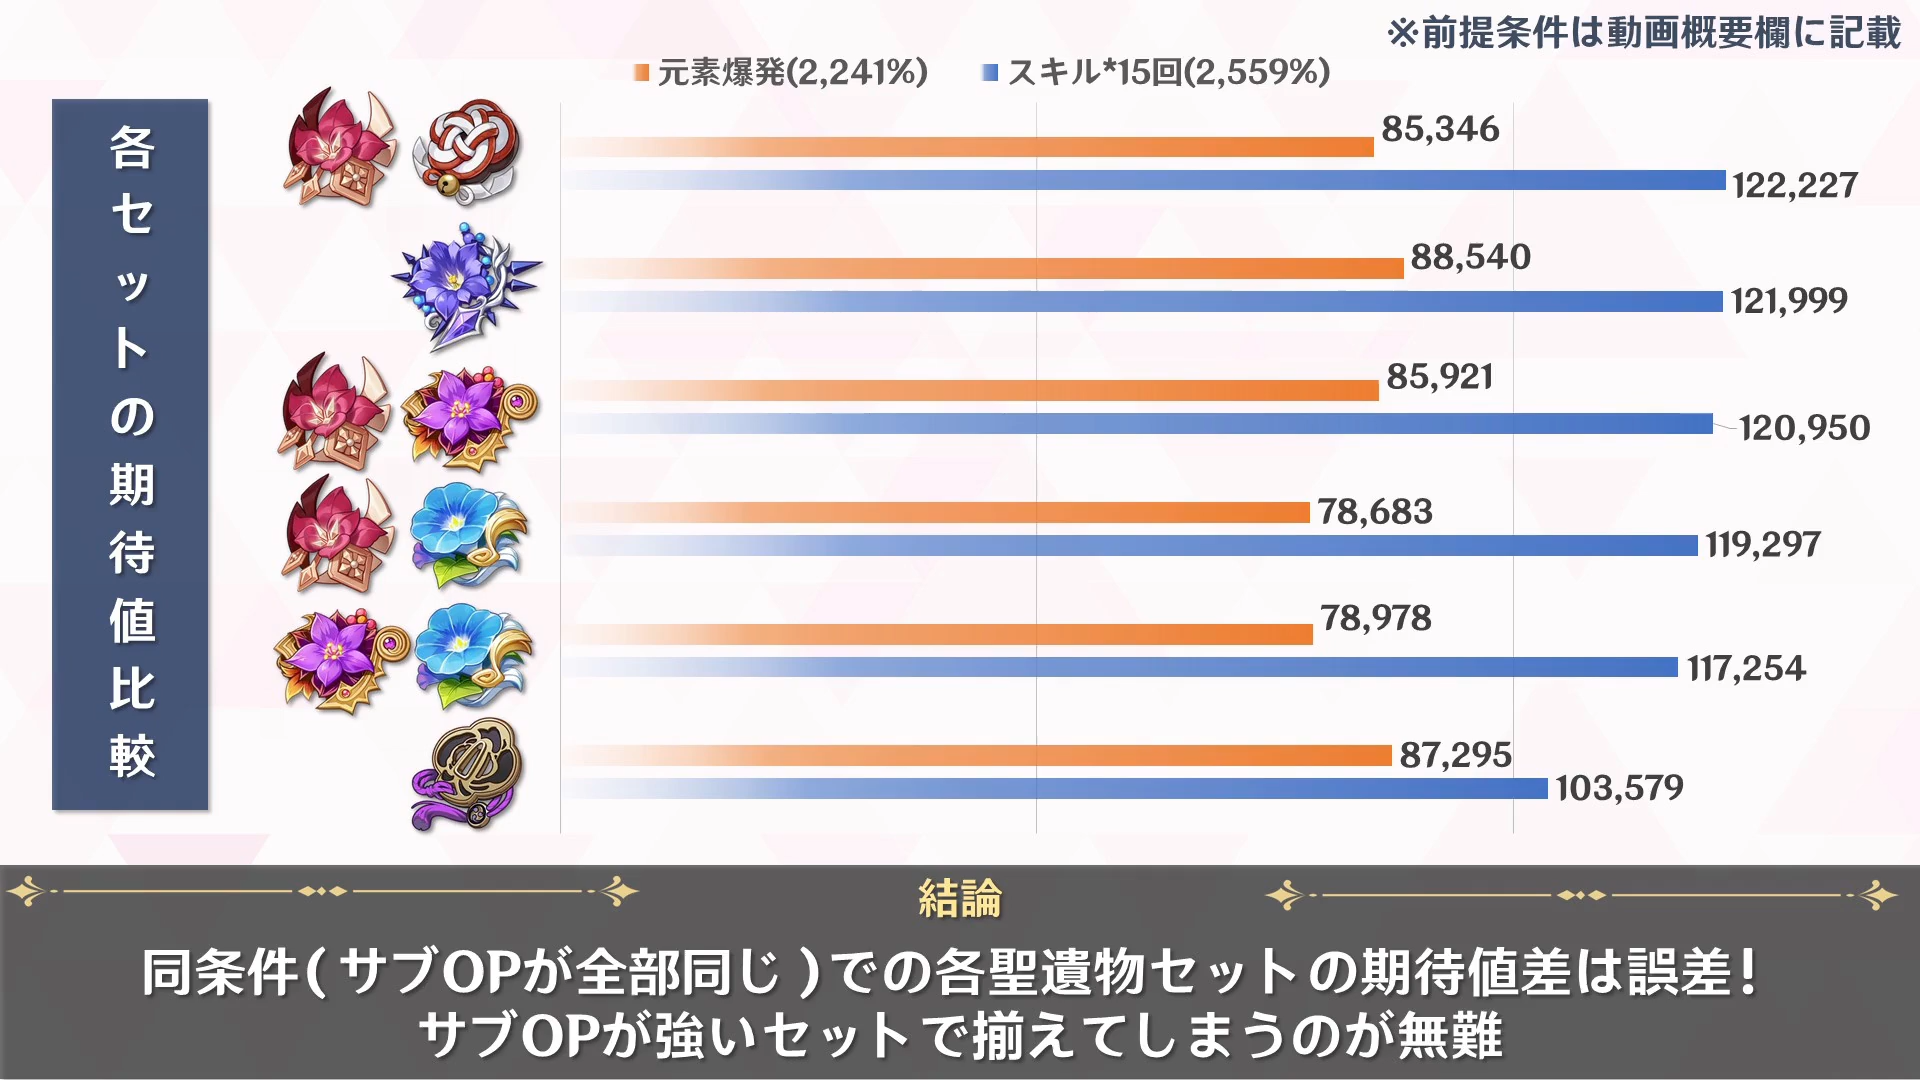 ※前提条件は動画概要欄に記載
元素爆発(2,241%) スキル*15回(2,559%)
各セットの期待値比較
85,346
122,227
88,540
121,999
85,921
120,950
78,683
119,297
78,978
117,254
87,295
103,579
結論
同条件(サブOPが全部同じ)での各聖遺物セットの期待値差は誤差!
サブOPが強いセットで揃えてしまうのが無難